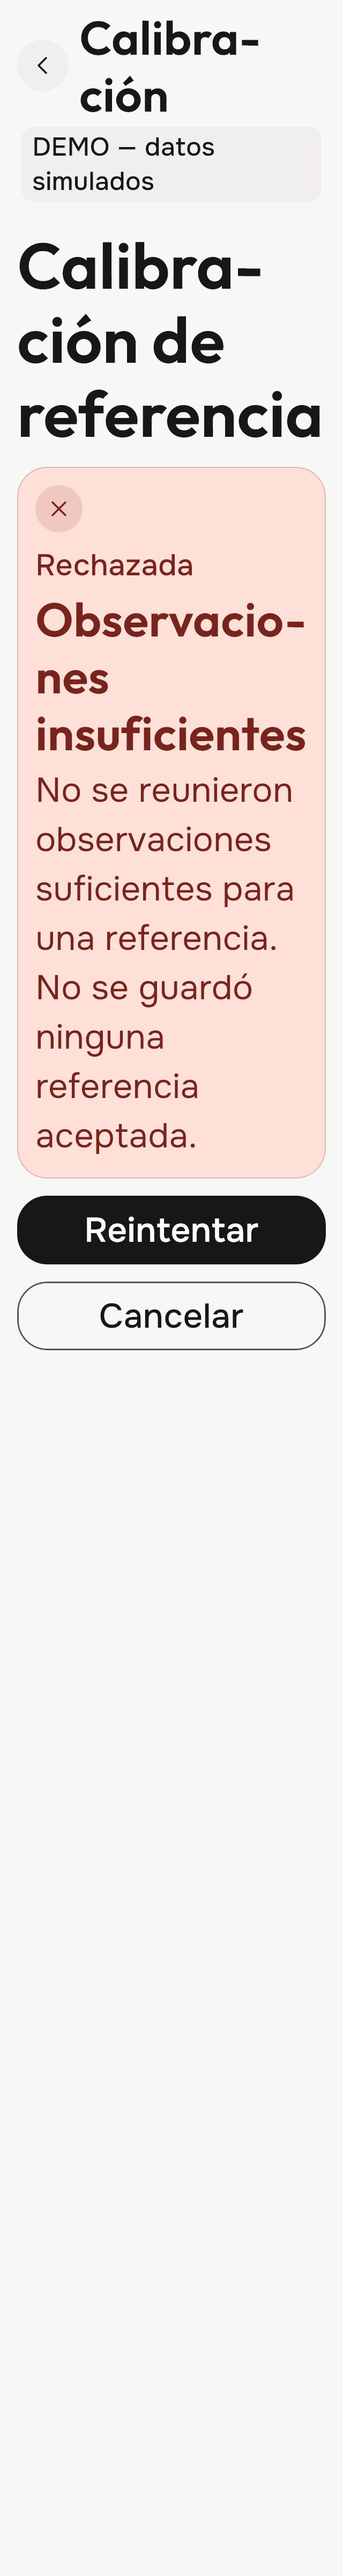 Calibra-
ción
DEMO — datos
simulados
Calibra-
ción de
referencia
Rechazada
Observacio-
nes
insuficientes
No se reunieron
observaciones
suficientes para
una referencia.
No se guardó
ninguna
referencia
aceptada.
Reintentar
Cancelar